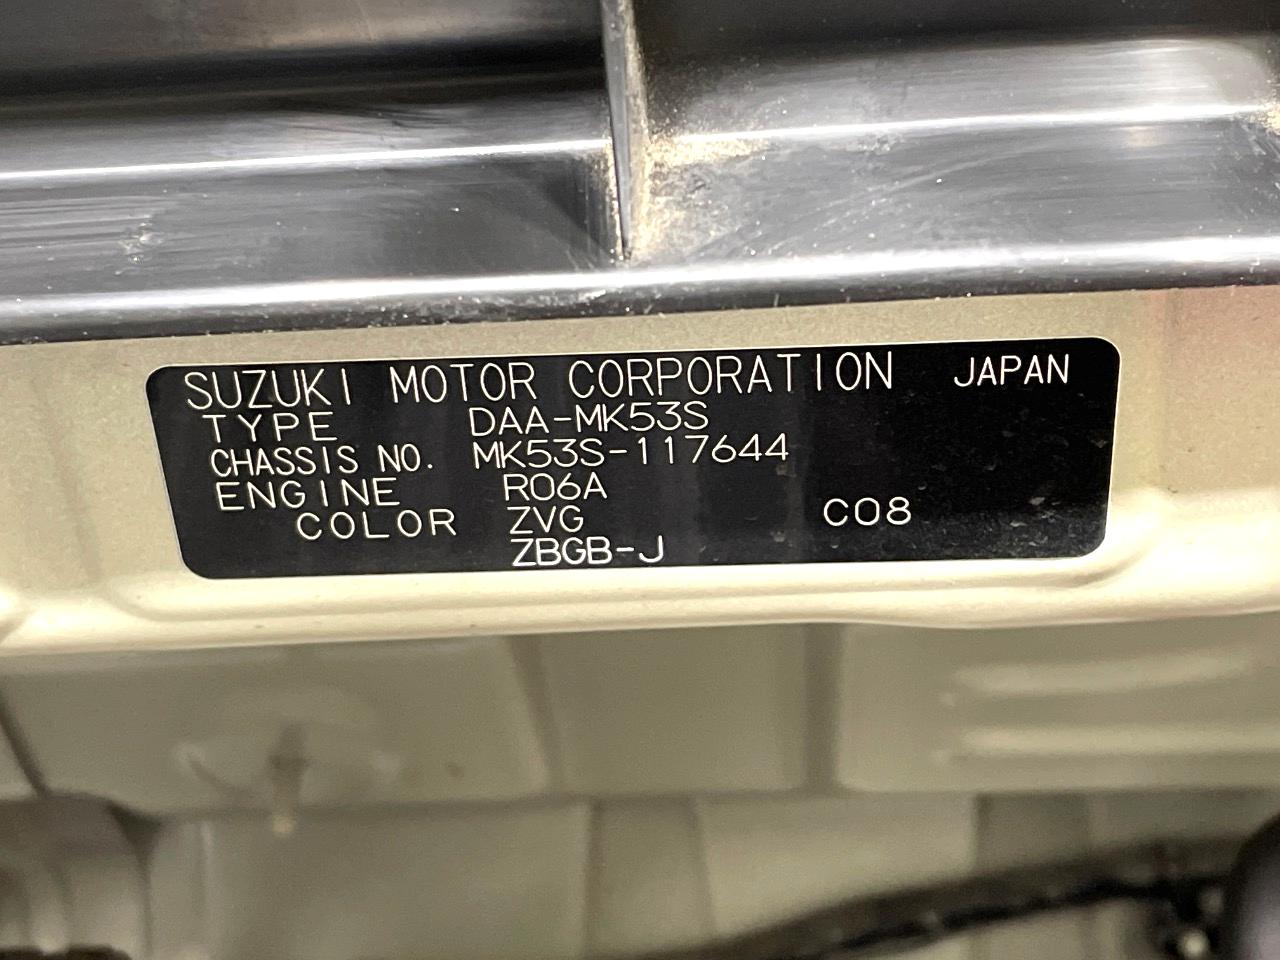 SUZUKI MOTOR CORPORATION JAPAN
TYPE DAA-MK53S
CHASSIS NO. MK53S-117644
ENGINE R06A
COLOR ZVG C08
ZBGB-J